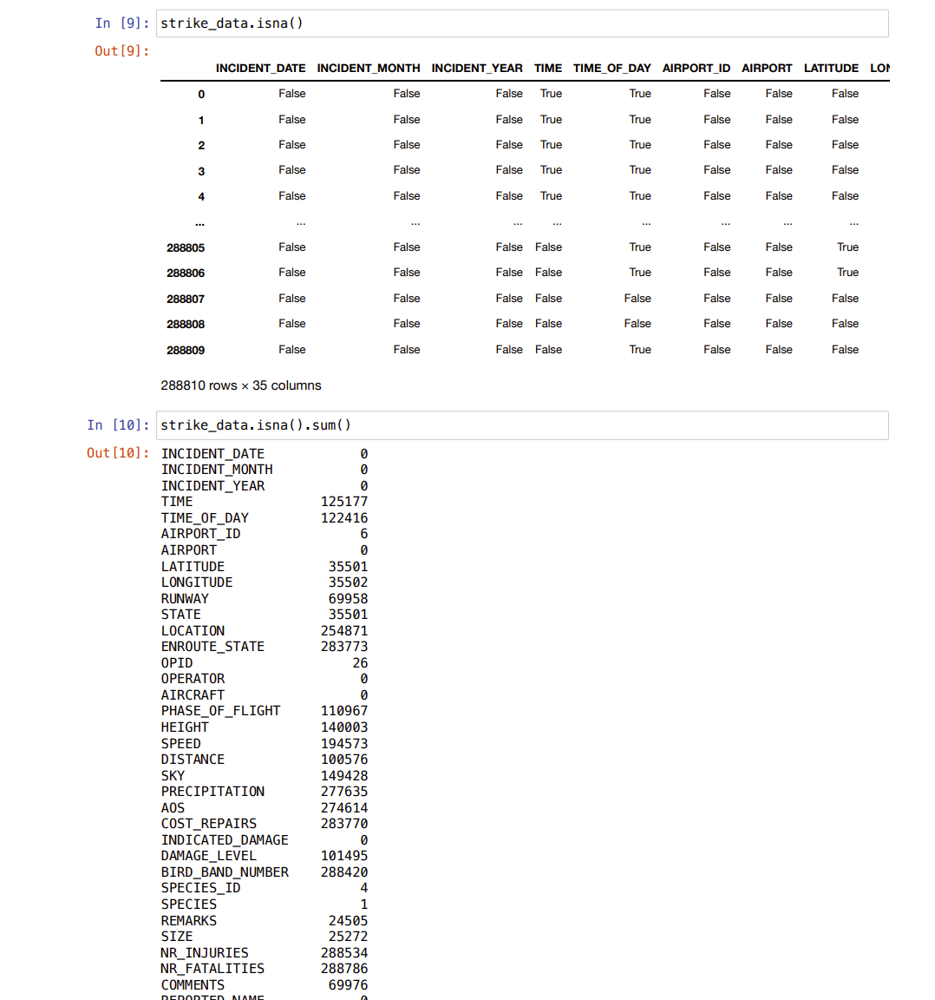 In [9]: strike_data.isna()
Out[9]:
INCIDENT_DATE INCIDENT_MONTH INCIDENT_YEAR TIME TIME_OF_DAY AIRPORT_ID AIRPORT LATITUDE LON
0 False False False True True False False False
1 False False False True True False False False
2 False False False True True False False False
3 False False False True True False False False
4 False False False True True False False False
... ... ... ... ... ... ... ... ...
288805 False False False False True False False True
288806 False False False False True False False True
288807 False False False False False False False False
288808 False False False False False False False False
288809 False False False False True False False False
288810 rows × 35 columns
In [10]: strike_data.isna().sum()
Out[10]: INCIDENT_DATE 0
INCIDENT_MONTH 0
INCIDENT_YEAR 0
TIME 125177
TIME_OF_DAY 122416
AIRPORT_ID 6
AIRPORT 0
LATITUDE 35501
LONGITUDE 35502
RUNWAY 69958
STATE 35501
LOCATION 254871
ENROUTE_STATE 283773
OPID 26
OPERATOR 0
AIRCRAFT 0
PHASE_OF_FLIGHT 110967
HEIGHT 140003
SPEED 194573
DISTANCE 100576
SKY 149428
PRECIPITATION 277635
AOS 274614
COST_REPAIRS 283770
INDICATED_DAMAGE 0
DAMAGE_LEVEL 101495
BIRD_BAND_NUMBER 288420
SPECIES_ID 4
SPECIES 1
REMARKS 24505
SIZE 25272
NR_INJURIES 288534
NR_FATALITIES 288786
COMMENTS 69976
REPORTED_NAME 0